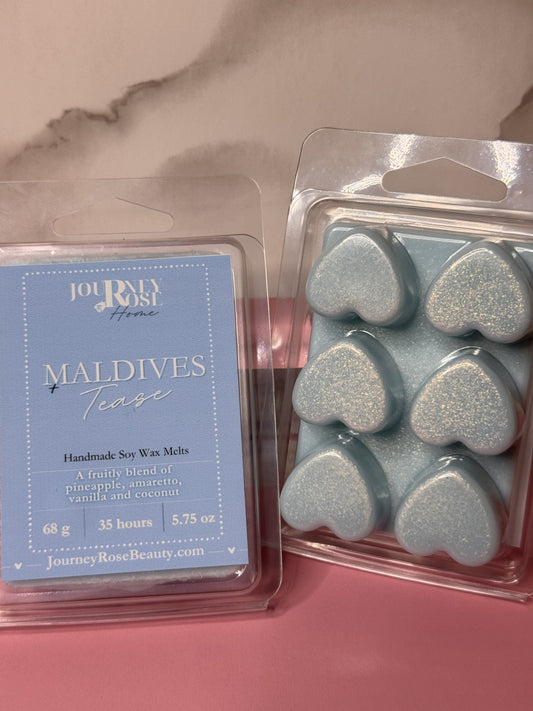 JOURNEY
ROSE
Home
MALDIVES
Tease
Handmade Soy Wax Melts
A fruitly blend of
pineapple, amaretto,
vanilla and coconut
68 g | 35 hours | 5.75 oz
JourneyRoseBeauty.com